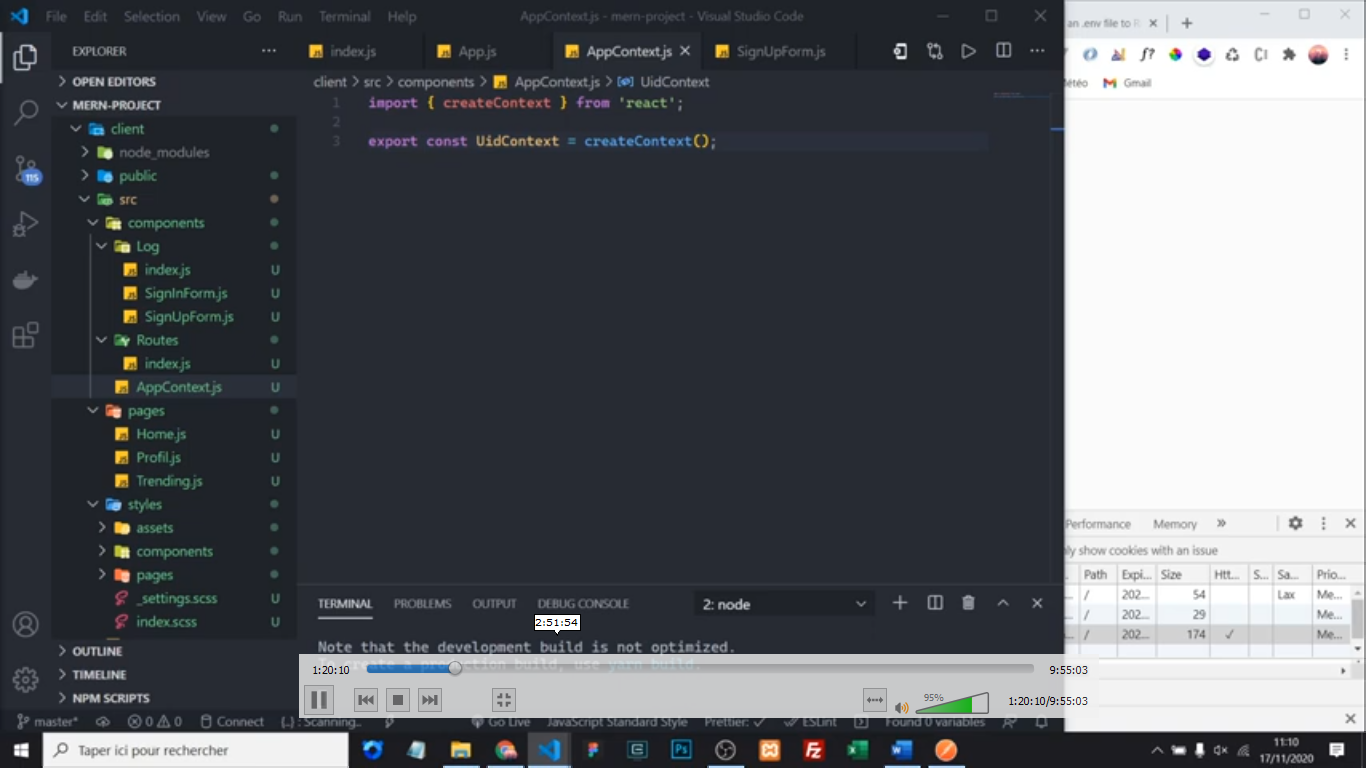 File Edit Selection View Go Run Terminal Help
AppContext.js - mern-project - Visual Studio Code
an .env file to R
EXPLORER
index.js
App.js
AppContext.js
SignUpForm.js
client > src > components > AppContext.js > UidContext
OPEN EDITORS
MERN-PROJECT
client
node_modules
public
src
components
Log
index.js U
SignInForm.js U
SignUpForm.js U
Routes
index.js U
AppContext.js U
pages
Home.js U
Profil.js U
Trending.js U
styles
assets
components
pages
_settings.scss U
index.scss U
OUTLINE
TIMELINE
NPM SCRIPTS
115
1 import { createContext } from 'react';
2
3 export const UidContext = createContext();
TERMINAL PROBLEMS OUTPUT DEBUG CONSOLE
2: node
2:51:54
Note that the development build is not optimized.
To create a production build, use yarn build.
1:20:10
9:55:03
95%
1:20:10/9:55:03
master*
0 0
Connect
Scanning..
Go Live
JavaScript Standard Style
Prettier: ✓
ESLint
Found 0 variables
f?
Météo
Gmail
Performance Memory »
only show cookies with an issue
Path Expi... Size Htt... S... Sa... Prio...
/ 202... 54 Lax Me...
/ 202... 29 Me...
/ 202... 174 ✓ Me...
Taper ici pour rechercher
11:10
17/11/2020